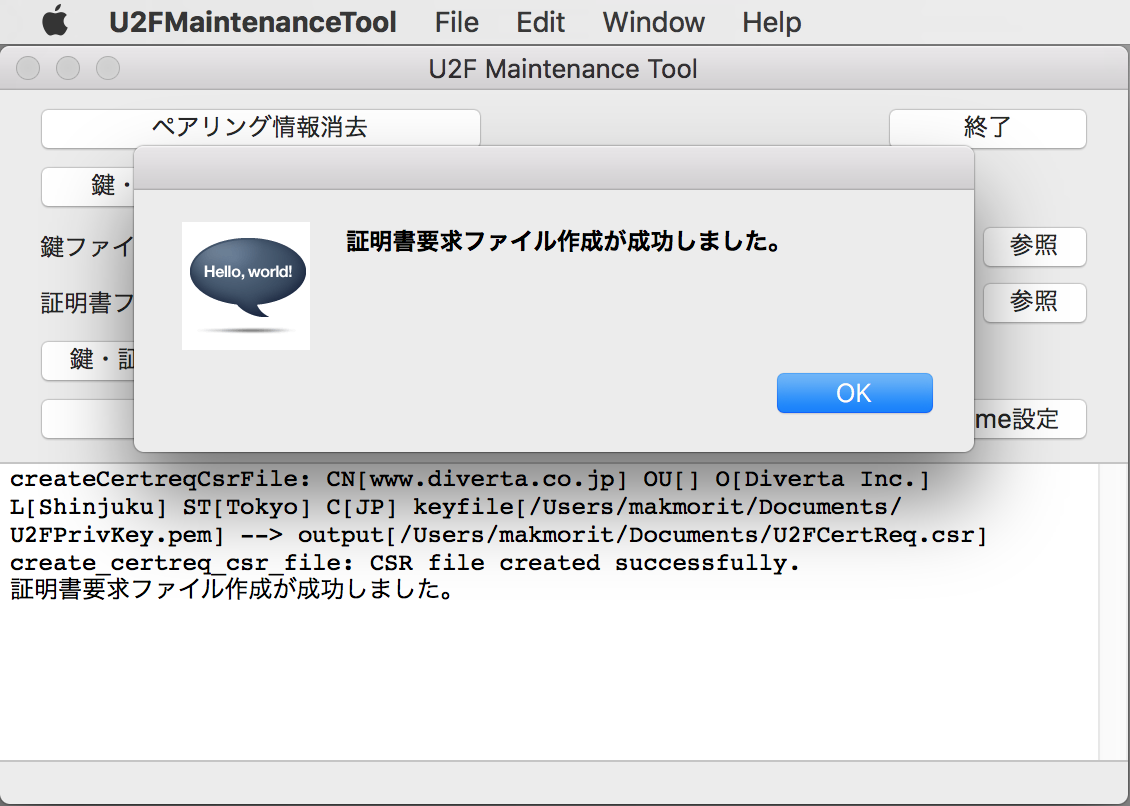 U2FMaintenanceTool File Edit Window Help
U2F Maintenance Tool
ペアリング情報消去 終了
鍵・
証明書要求ファイル作成が成功しました。
Hello, world!
鍵ファイ 参照
証明書フ 参照
鍵・証
OK
me設定
createCertreqCsrFile: CN[www.diverta.co.jp] OU[] O[Diverta Inc.]
L[Shinjuku] ST[Tokyo] C[JP] keyfile[/Users/makmorit/Documents/
U2FPrivKey.pem] --> output[/Users/makmorit/Documents/U2FCertReq.csr]
create_certreq_csr_file: CSR file created successfully.
証明書要求ファイル作成が成功しました。